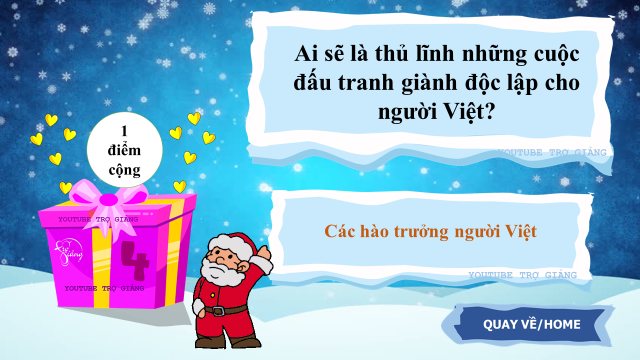 Ai sẽ là thủ lĩnh những cuộc
đấu tranh giành độc lập cho
người Việt?
YOUTUBE TRỢ GIẢNG
1
điểm
cộng
YOUTUBE TRỢ GIẢNG
4
YOUTUBE TRỢ GIẢNG
Các hào trưởng người Việt
YOUTUBE TRỢ GIẢNG
QUAY VỀ/HOME